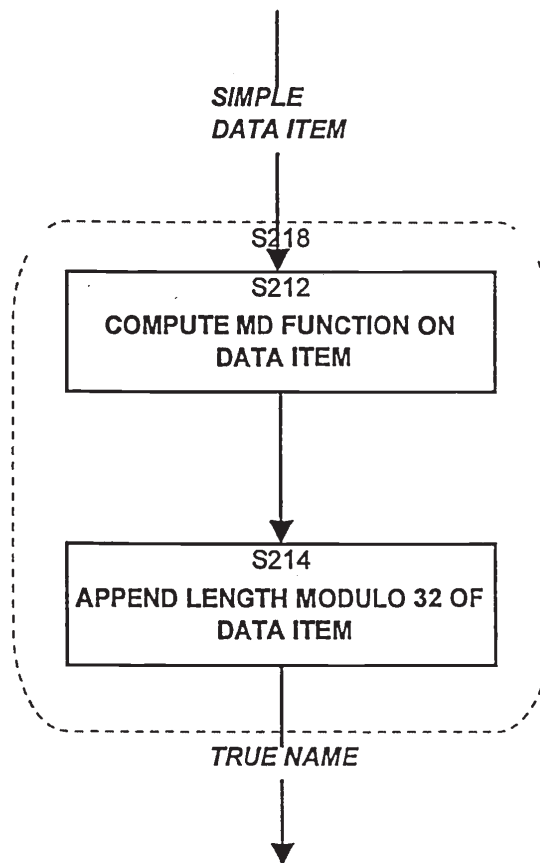 SIMPLE
DATA ITEM
S218
S212
COMPUTE MD FUNCTION ON
DATA ITEM
S214
APPEND LENGTH MODULO 32 OF
DATA ITEM
TRUE NAME